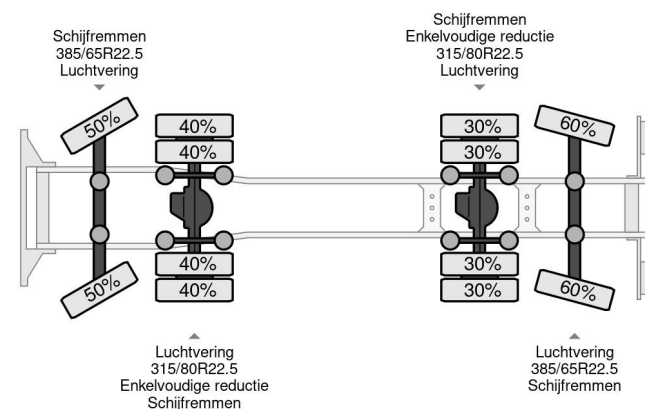 Schijfremmen
385/65R22.5
Luchtvering
Schijfremmen
Enkelvoudige reductie
315/80R22.5
Luchtvering
50%
40%
40%
30%
30%
60%
50%
40%
40%
30%
30%
60%
Luchtvering
315/80R22.5
Enkelvoudige reductie
Schijfremmen
Luchtvering
385/65R22.5
Schijfremmen